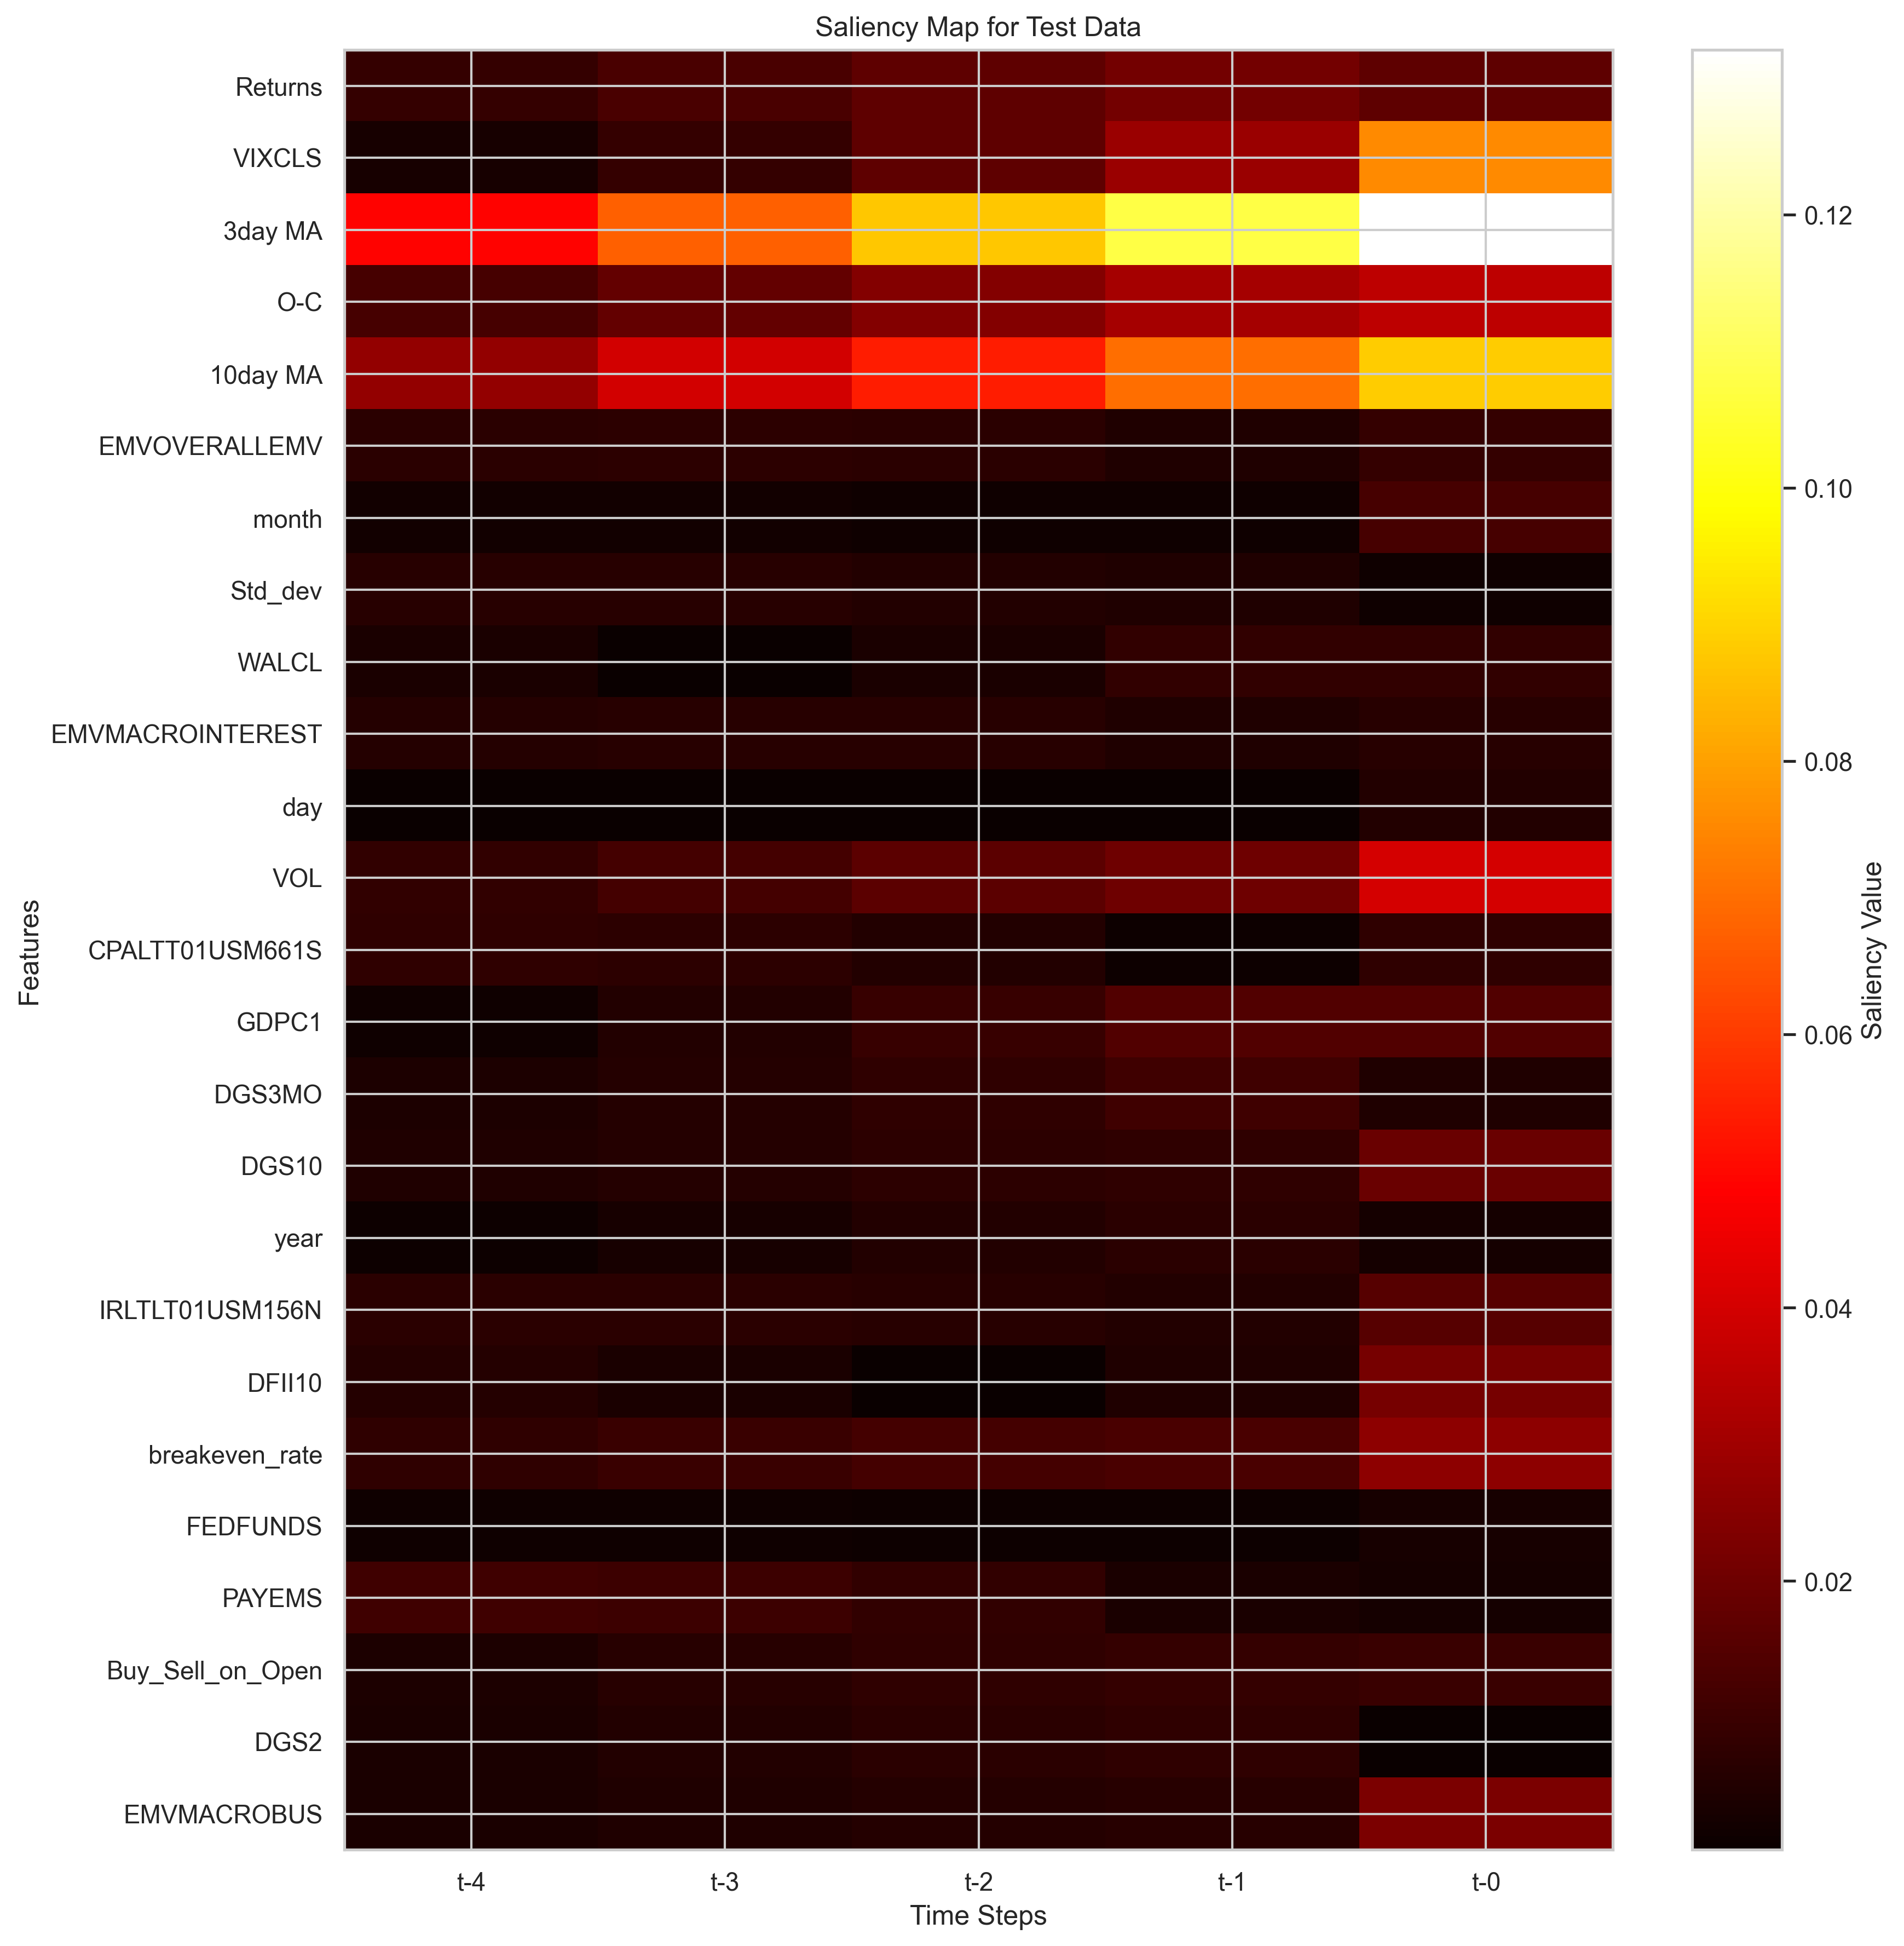 Saliency Map for Test Data
Returns
VIXCLS
3day MA
O-C
10day MA
EMVOVERALLEMV
month
Std_dev
WALCL
EMVMACROINTEREST
day
VOL
CPALTT01USM661S
GDPC1
DGS3MO
DGS10
year
IRLTLT01USM156N
DFII10
breakeven_rate
FEDFUNDS
PAYEMS
Buy_Sell_on_Open
DGS2
EMVMACROBUS
Features
t-4 t-3 t-2 t-1 t-0
Time Steps
0.12
0.10
0.08
0.06
0.04
0.02
Saliency Value